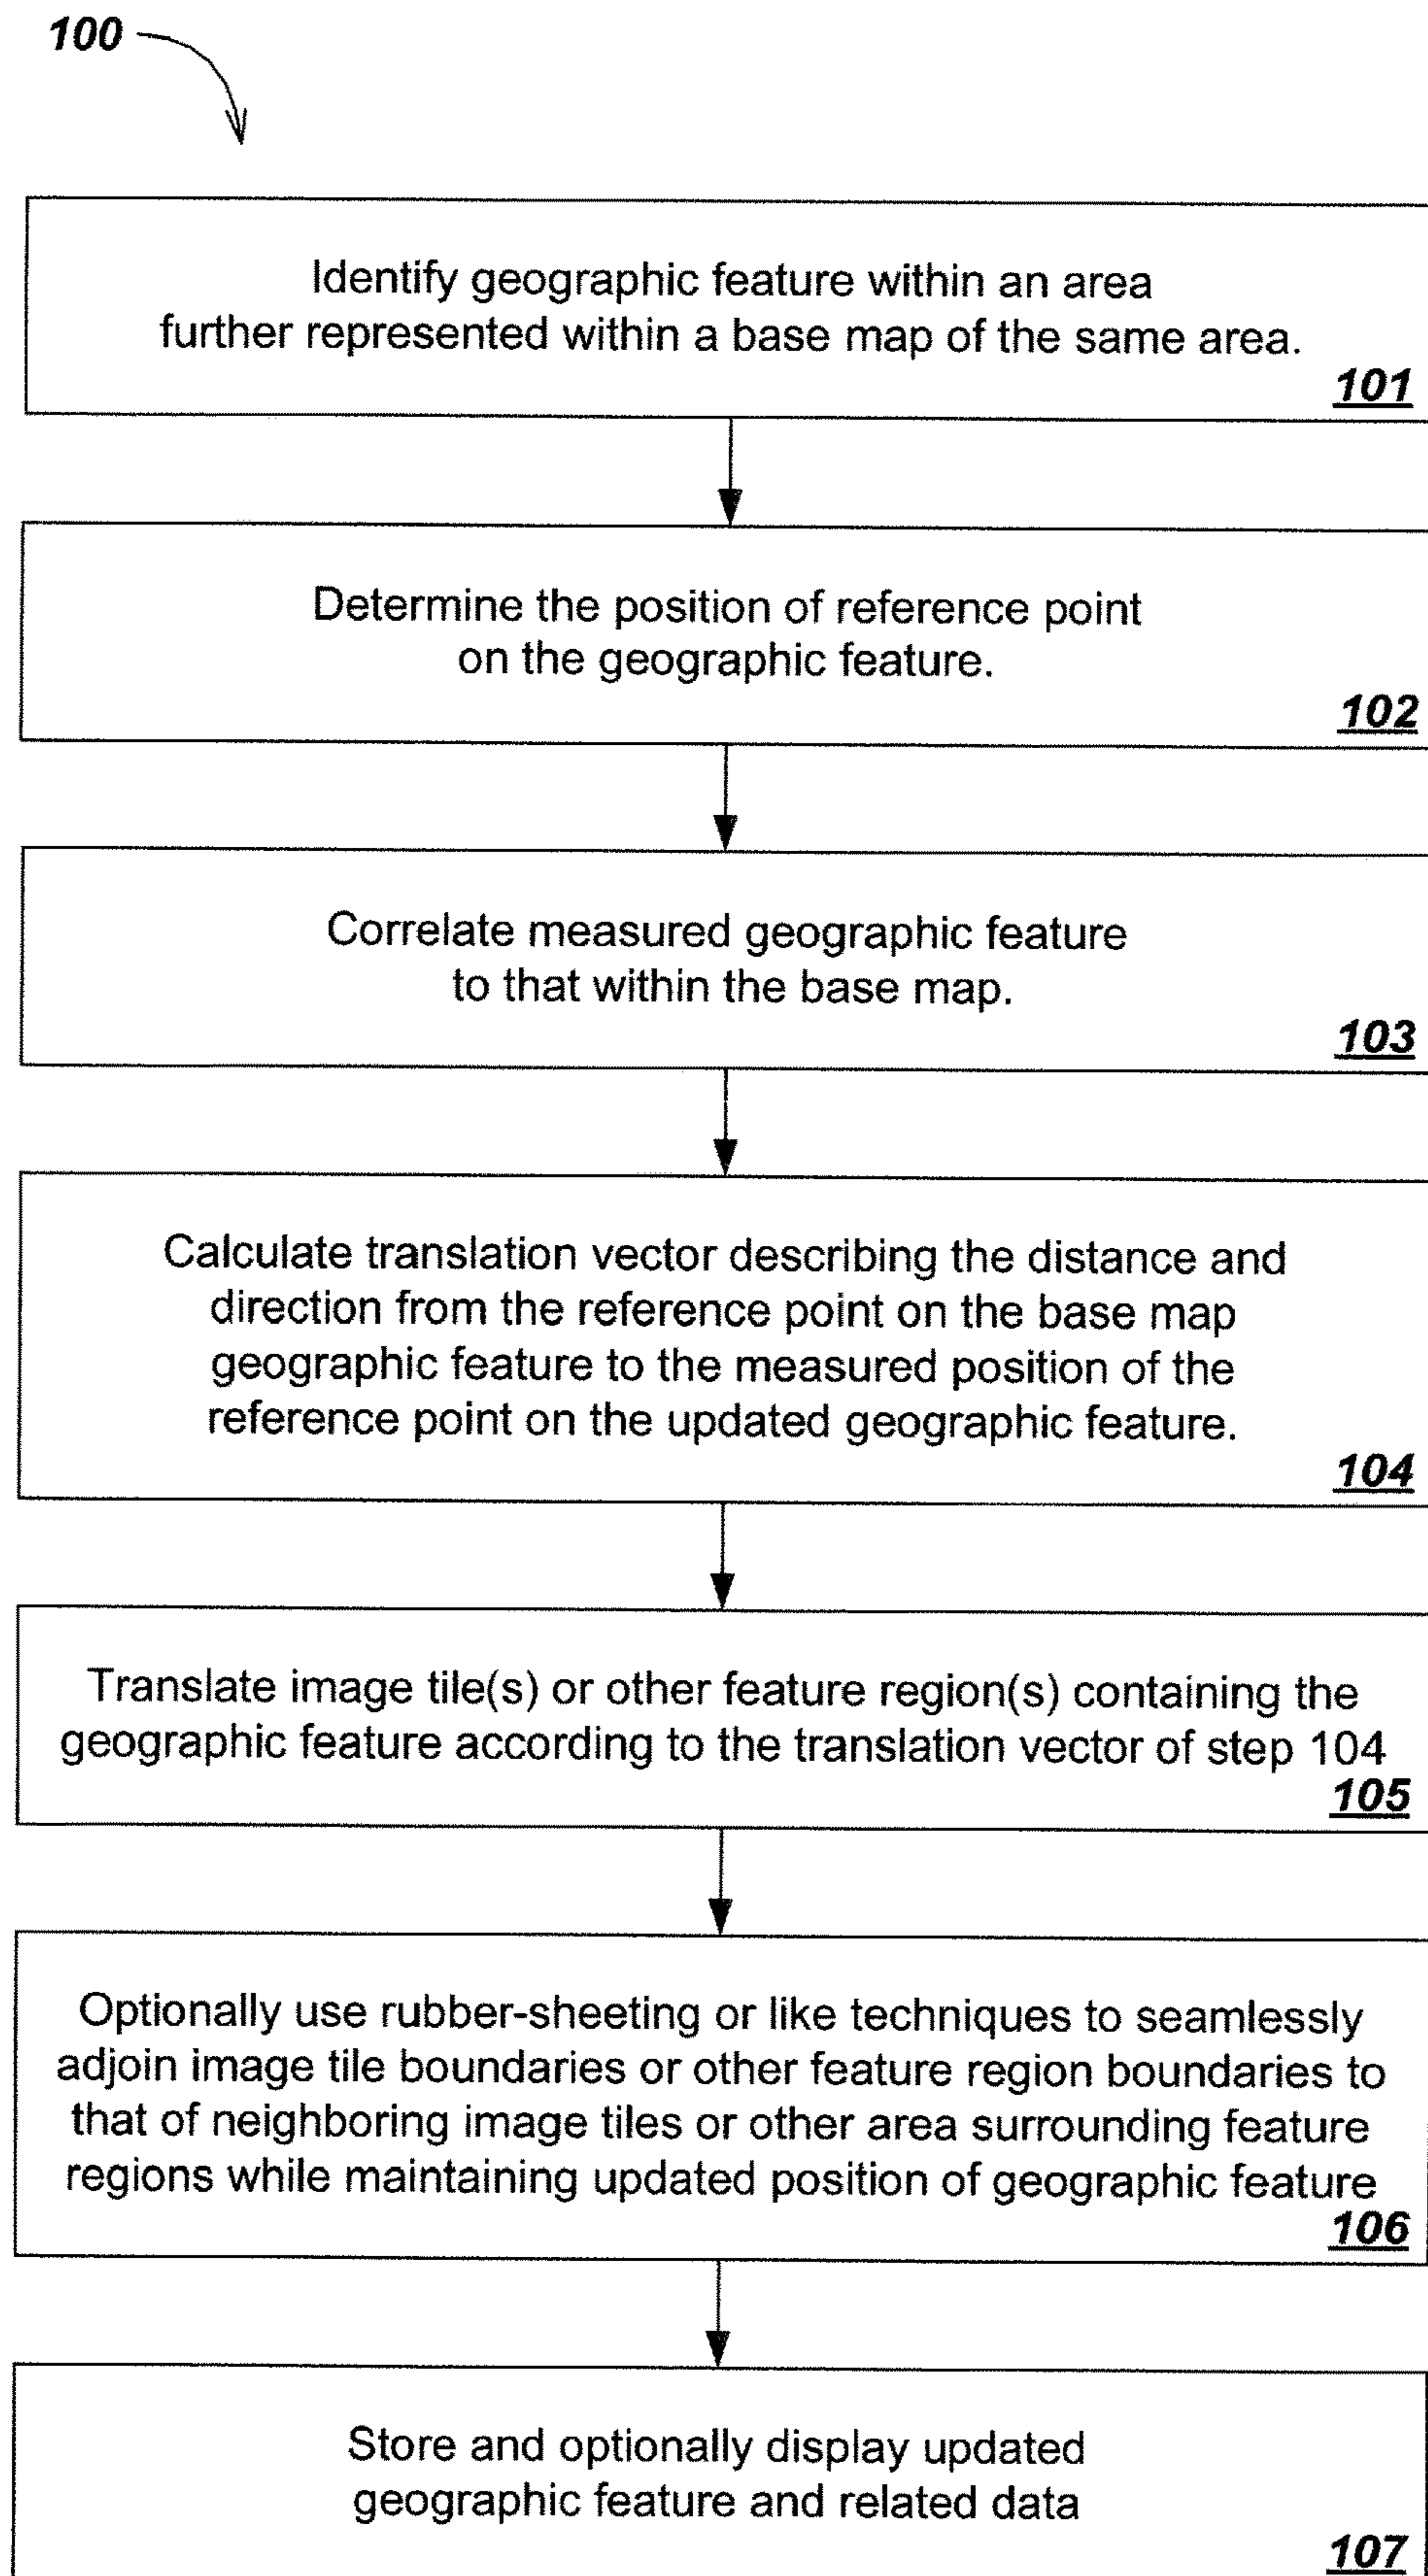 100
Identify geographic feature within an area
further represented within a base map of the same area.
101
Determine the position of reference point
on the geographic feature.
102
Correlate measured geographic feature
to that within the base map.
103
Calculate translation vector describing the distance and
direction from the reference point on the base map
geographic feature to the measured position of the
reference point on the updated geographic feature.
104
Translate image tile(s) or other feature region(s) containing the
geographic feature according to the translation vector of step 104
105
Optionally use rubber-sheeting or like techniques to seamlessly
adjoin image tile boundaries or other feature region boundaries to
that of neighboring image tiles or other area surrounding feature
regions while maintaining updated position of geographic feature
106
Store and optionally display updated
geographic feature and related data
107